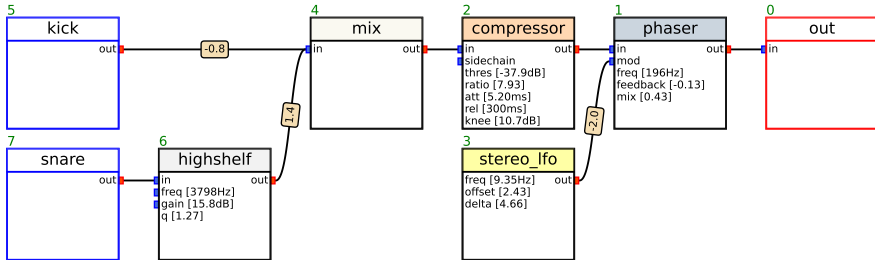 5
kick
out
-0.8
4
mix
in
out
2
compressor
in
out
sidechain
thres [-37.9dB]
ratio [7.93]
att [5.20ms]
rel [300ms]
knee [10.7dB]
1
phaser
in
out
mod
freq [196Hz]
feedback [-0.13]
mix [0.43]
0
out
in
1.4
-2.0
7
snare
out
6
highshelf
in
out
freq [3798Hz]
gain [15.8dB]
q [1.27]
3
stereo_lfo
freq [9.35Hz]
out
offset [2.43]
delta [4.66]